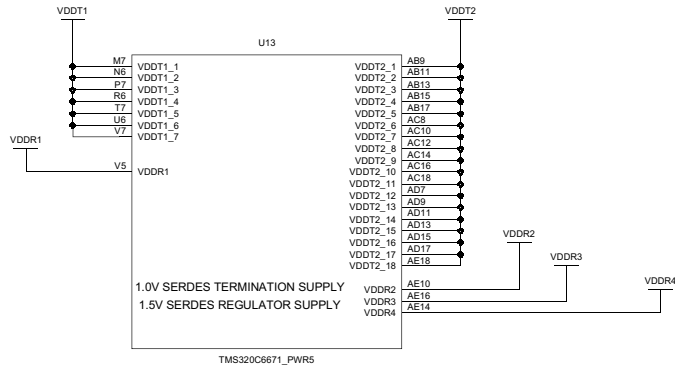 VDDT1
VDDT2
U13
M7 VDDT1_1
N6 VDDT1_2
P7 VDDT1_3
R6 VDDT1_4
T7 VDDT1_5
U6 VDDT1_6
V7 VDDT1_7
VDDR1
V5 VDDR1
VDDT2_1 AB9
VDDT2_2 AB11
VDDT2_3 AB13
VDDT2_4 AB15
VDDT2_5 AB17
VDDT2_6 AC8
VDDT2_7 AC10
VDDT2_8 AC12
VDDT2_9 AC14
VDDT2_10 AC16
VDDT2_11 AC18
VDDT2_12 AD7
VDDT2_13 AD9
VDDT2_14 AD11
VDDT2_15 AD13
VDDT2_16 AD15
VDDT2_17 AD17
VDDT2_18 AE18
VDDR2
VDDR3
VDDR4
1.0V SERDES TERMINATION SUPPLY
1.5V SERDES REGULATOR SUPPLY
VDDR2 AE10
VDDR3 AE16
VDDR4 AE14
TMS320C6671_PWR5